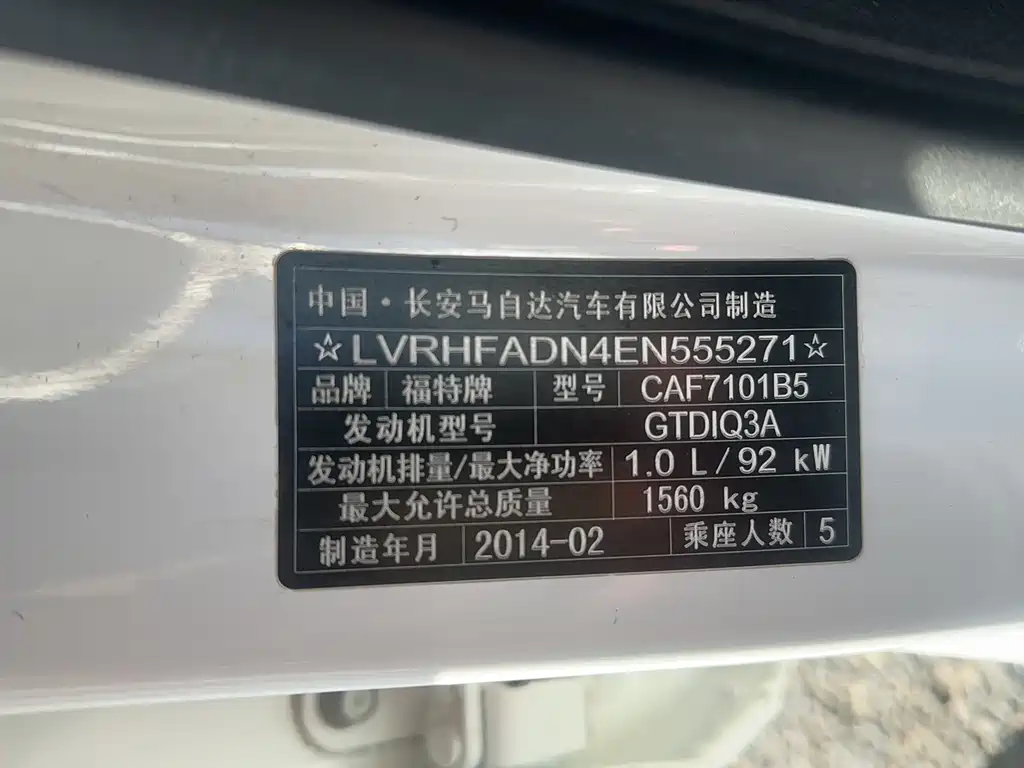 中国·长安马自达汽车有限公司制造
☆LVRHFADN4EN555271☆
品牌 福特牌 型号 CAF7101B5
发动机型号 GTDIQ3A
发动机排量/最大净功率 1.0 L/92 kW
最大允许总质量 1560 kg
制造年月 2014-02 乘座人数 5